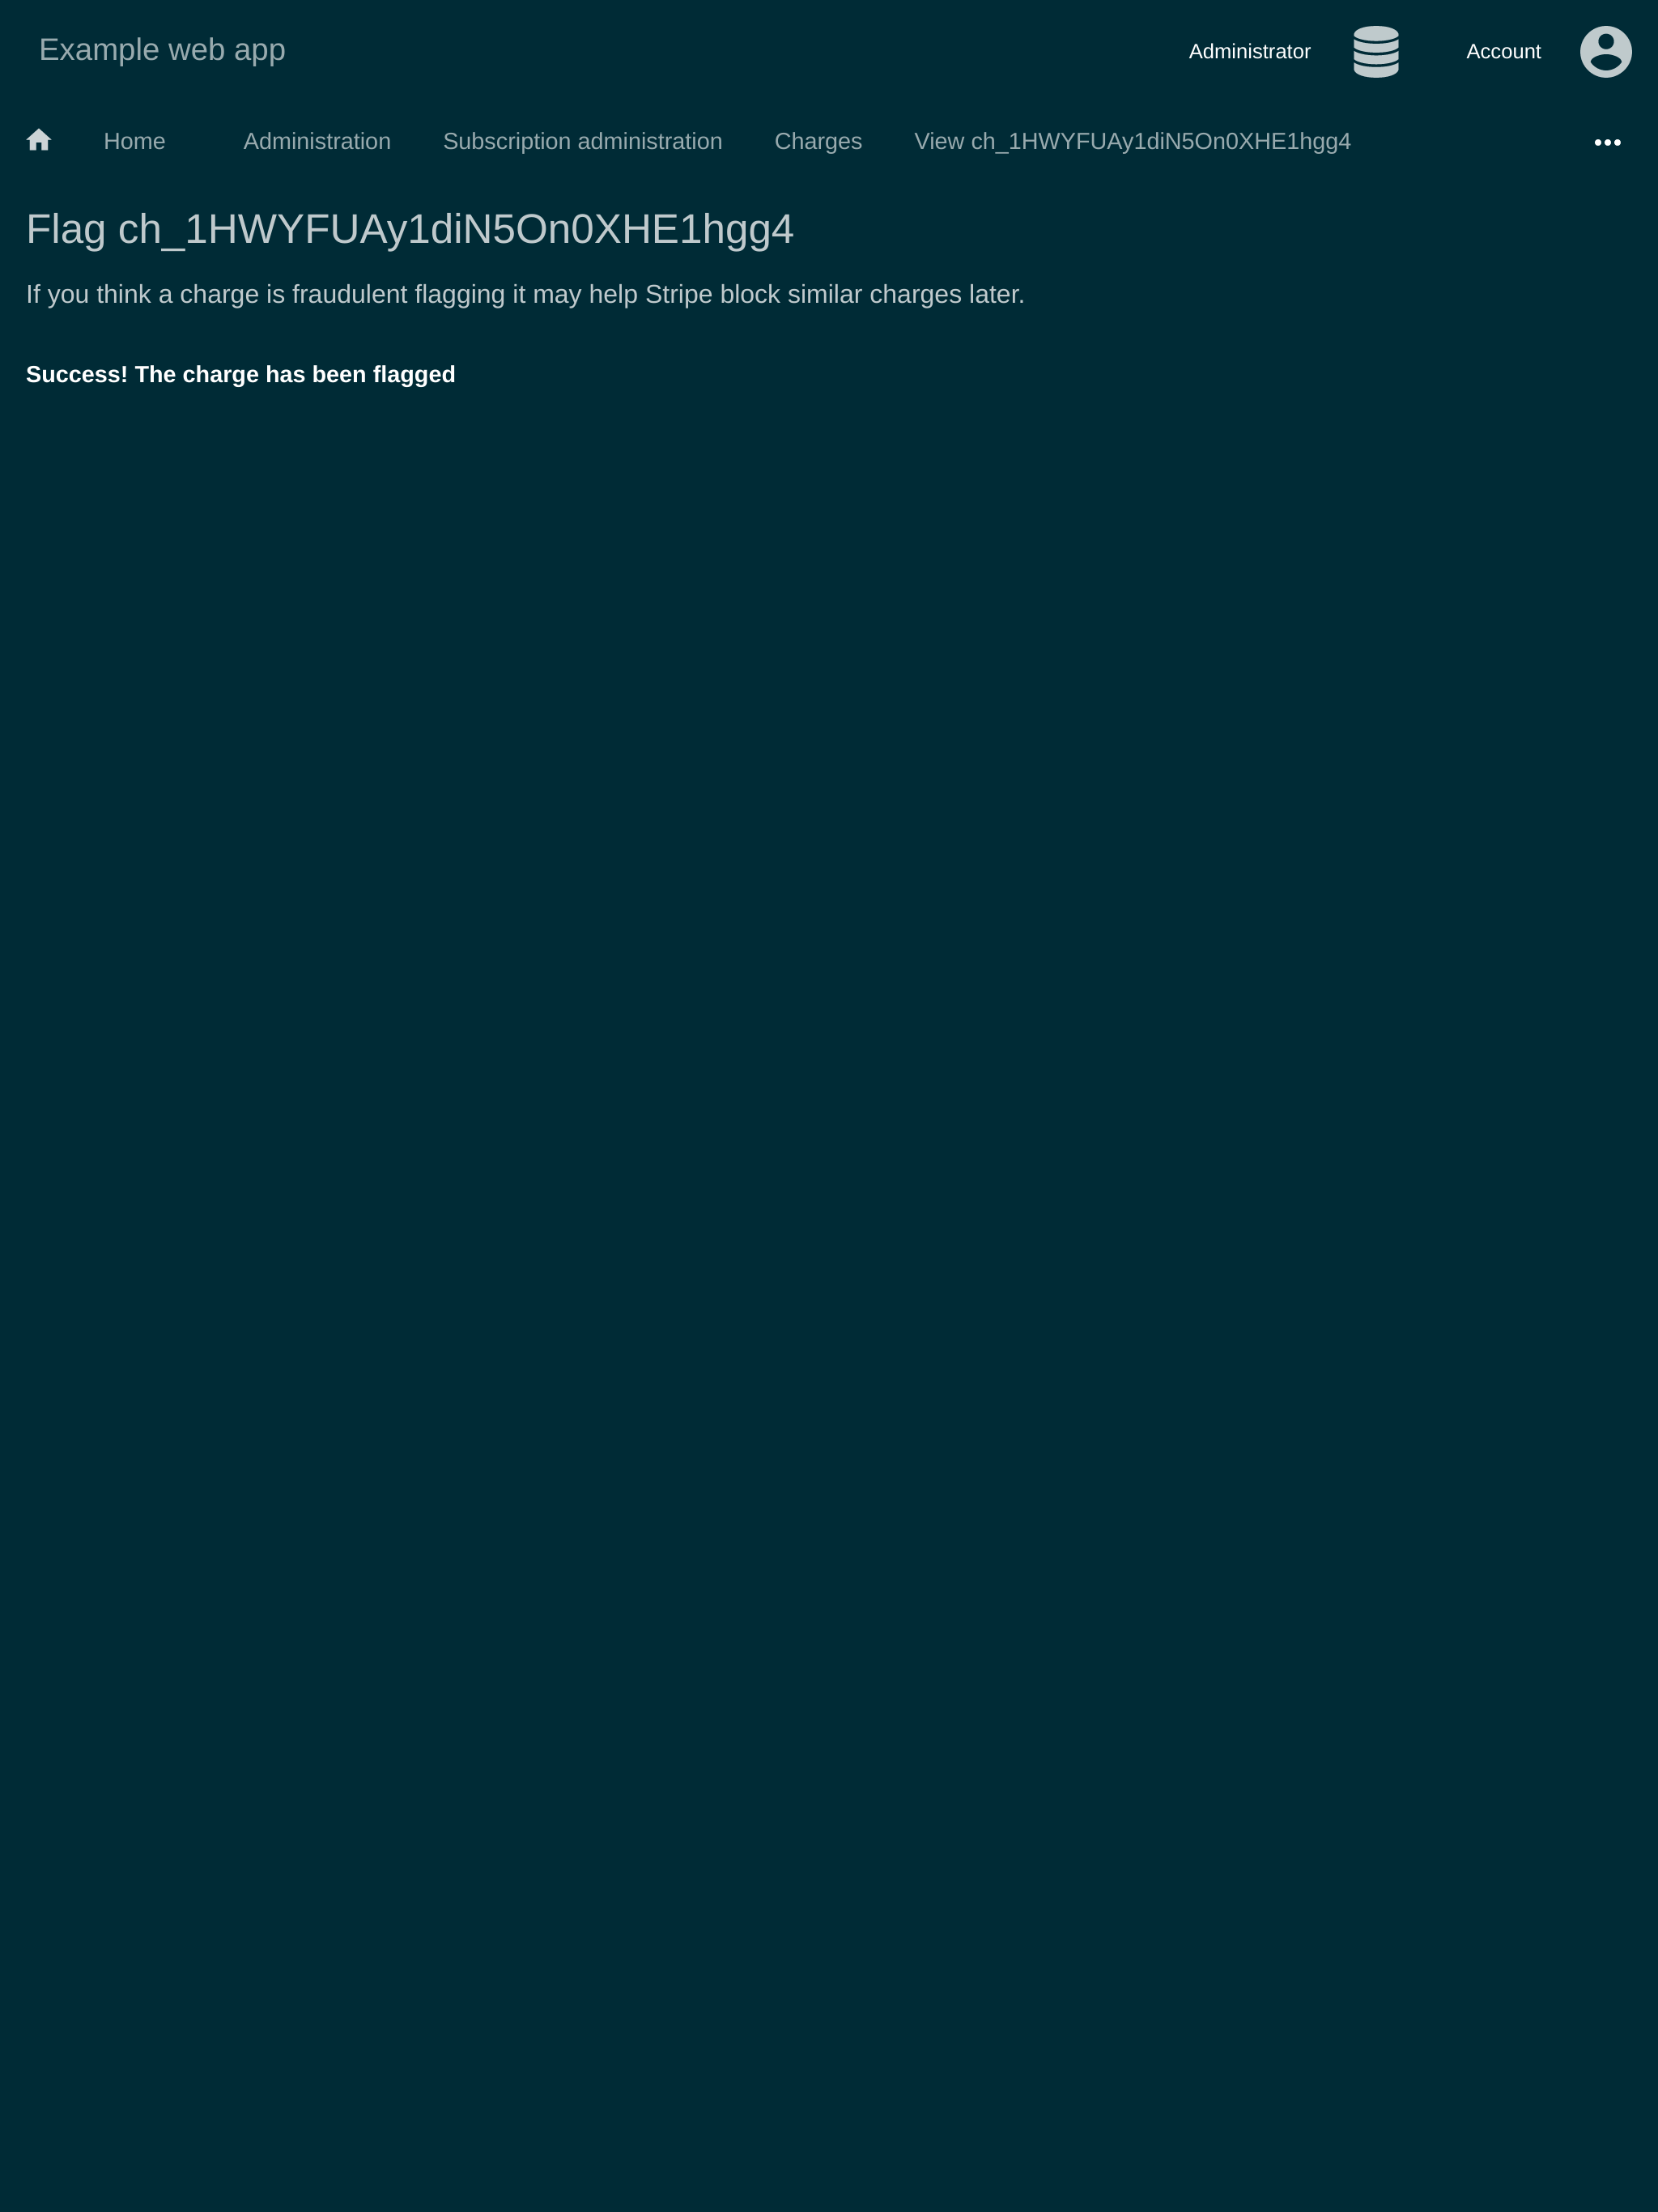 Example web app
Administrator
Account
Home Administration Subscription administration Charges View ch_1HWYFUAy1diN5On0XHE1hgg4
Flag ch_1HWYFUAy1diN5On0XHE1hgg4
If you think a charge is fraudulent flagging it may help Stripe block similar charges later.
Success! The charge has been flagged